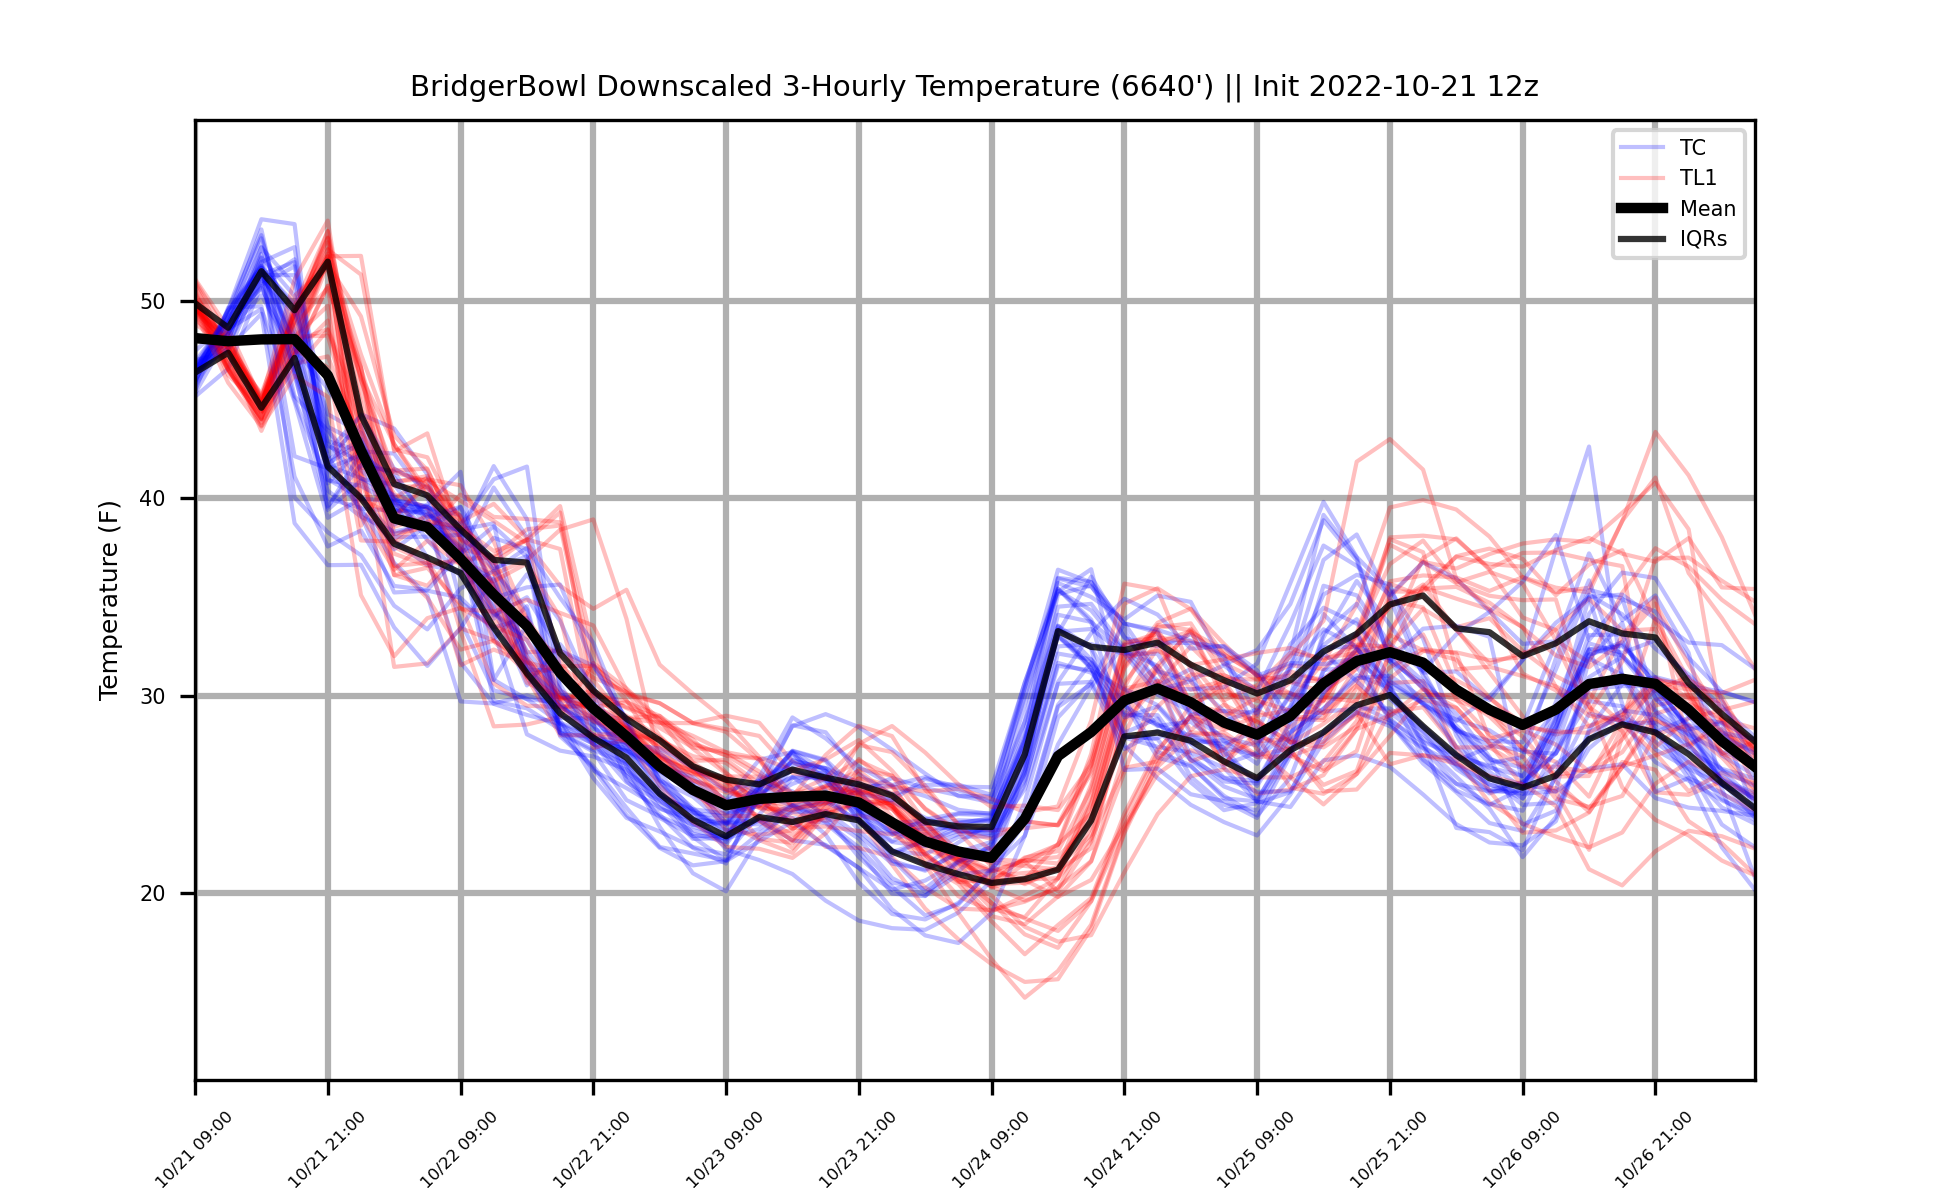 BridgerBowl Downscaled 3-Hourly Temperature (6640') || Init 2022-10-21 12z
TC
TL1
Mean
IQRs
Temperature (F)
50
40
30
20
10/21 09:00
10/21 21:00
10/22 09:00
10/22 21:00
10/23 09:00
10/23 21:00
10/24 09:00
10/24 21:00
10/25 09:00
10/25 21:00
10/26 09:00
10/26 21:00